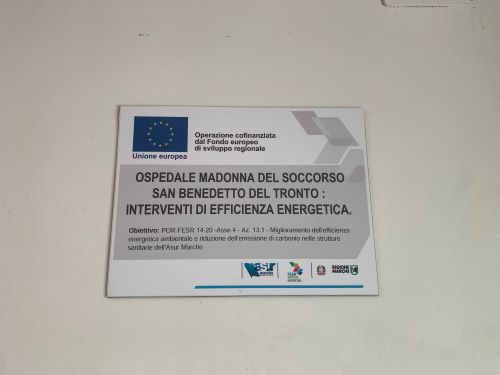 Operazione cofinanziata
dal Fondo europeo
di sviluppo regionale
Unione europea
OSPEDALE MADONNA DEL SOCCORSO
SAN BENEDETTO DEL TRONTO :
INTERVENTI DI EFFICIENZA ENERGETICA.
Obiettivo: POR FESR 14-20 -Asse 4 - Az. 13.1 - Miglioramento dell'efficienza
energetica ambientale e riduzione dell'emissione di carbonio nelle strutture
sanitarie dell'Asur Marche
asur
REGIONE
MARCHE